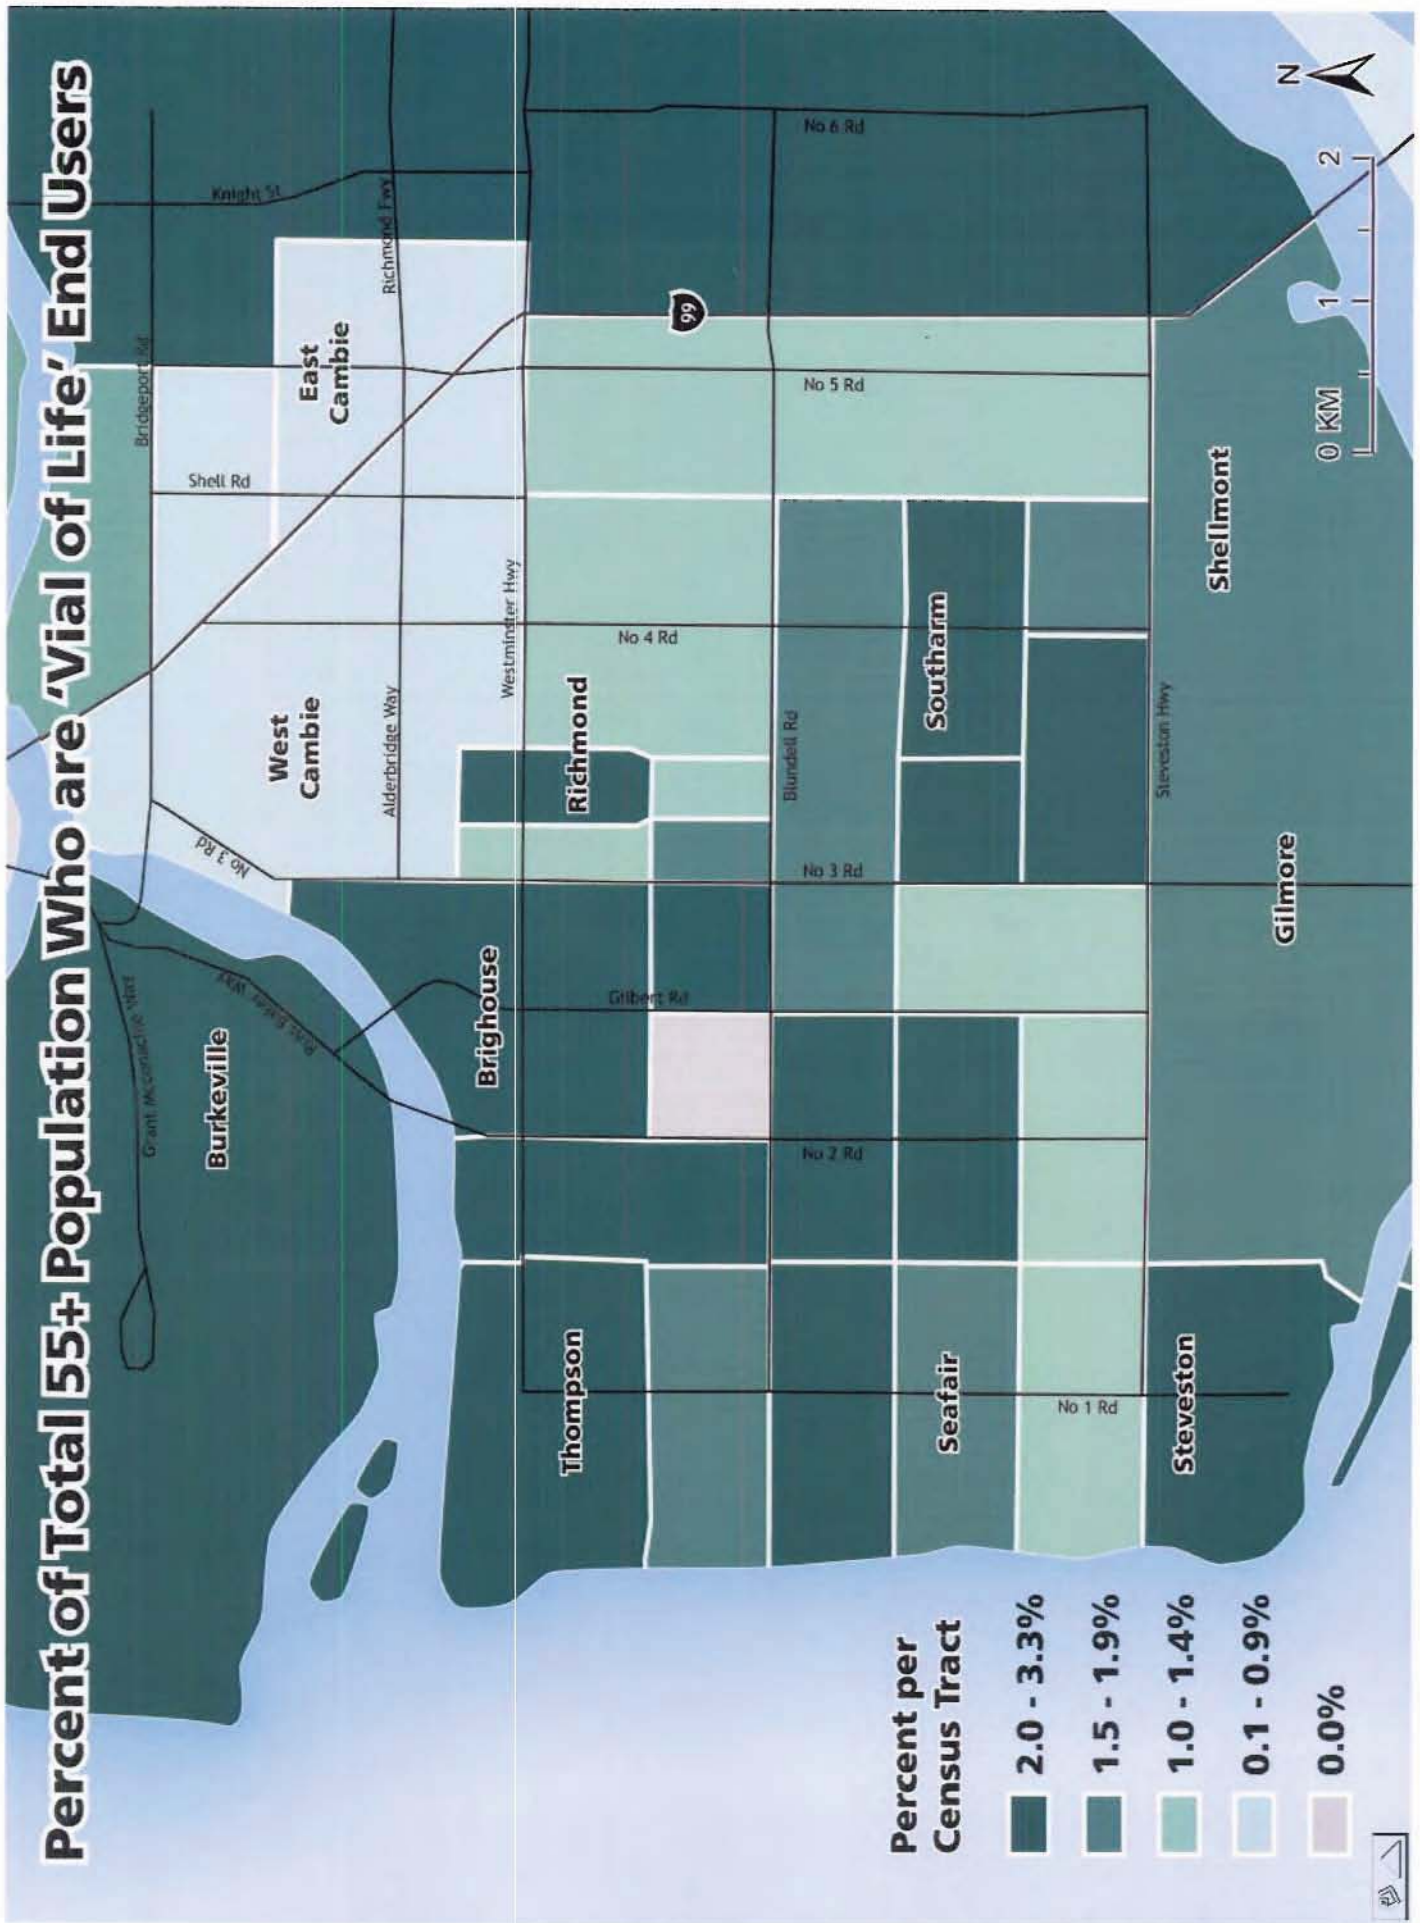 Percent of Total 55+ Population Who are 'Vial of Life' End Users
Burkeville
Grant McConachie Way
Russ Baker Way
No 3 Rd
Bridgeport Rd
Knight St
Shell Rd
West
Cambie
East
Cambie
Alderbridge Way
Richmond Fwy
Brighouse
Westminster Hwy
Thompson
Richmond
Gilbert Rd
No 4 Rd
99
Blundell Rd
No 2 Rd
No 3 Rd
No 5 Rd
No 6 Rd
Seafair
Southarm
No 1 Rd
Steveston Hwy
Steveston
Gilmore
Shellmont
Percent per
Census Tract
2.0 - 3.3%
1.5 - 1.9%
1.0 - 1.4%
0.1 - 0.9%
0.0%
N
0 KM 1 2